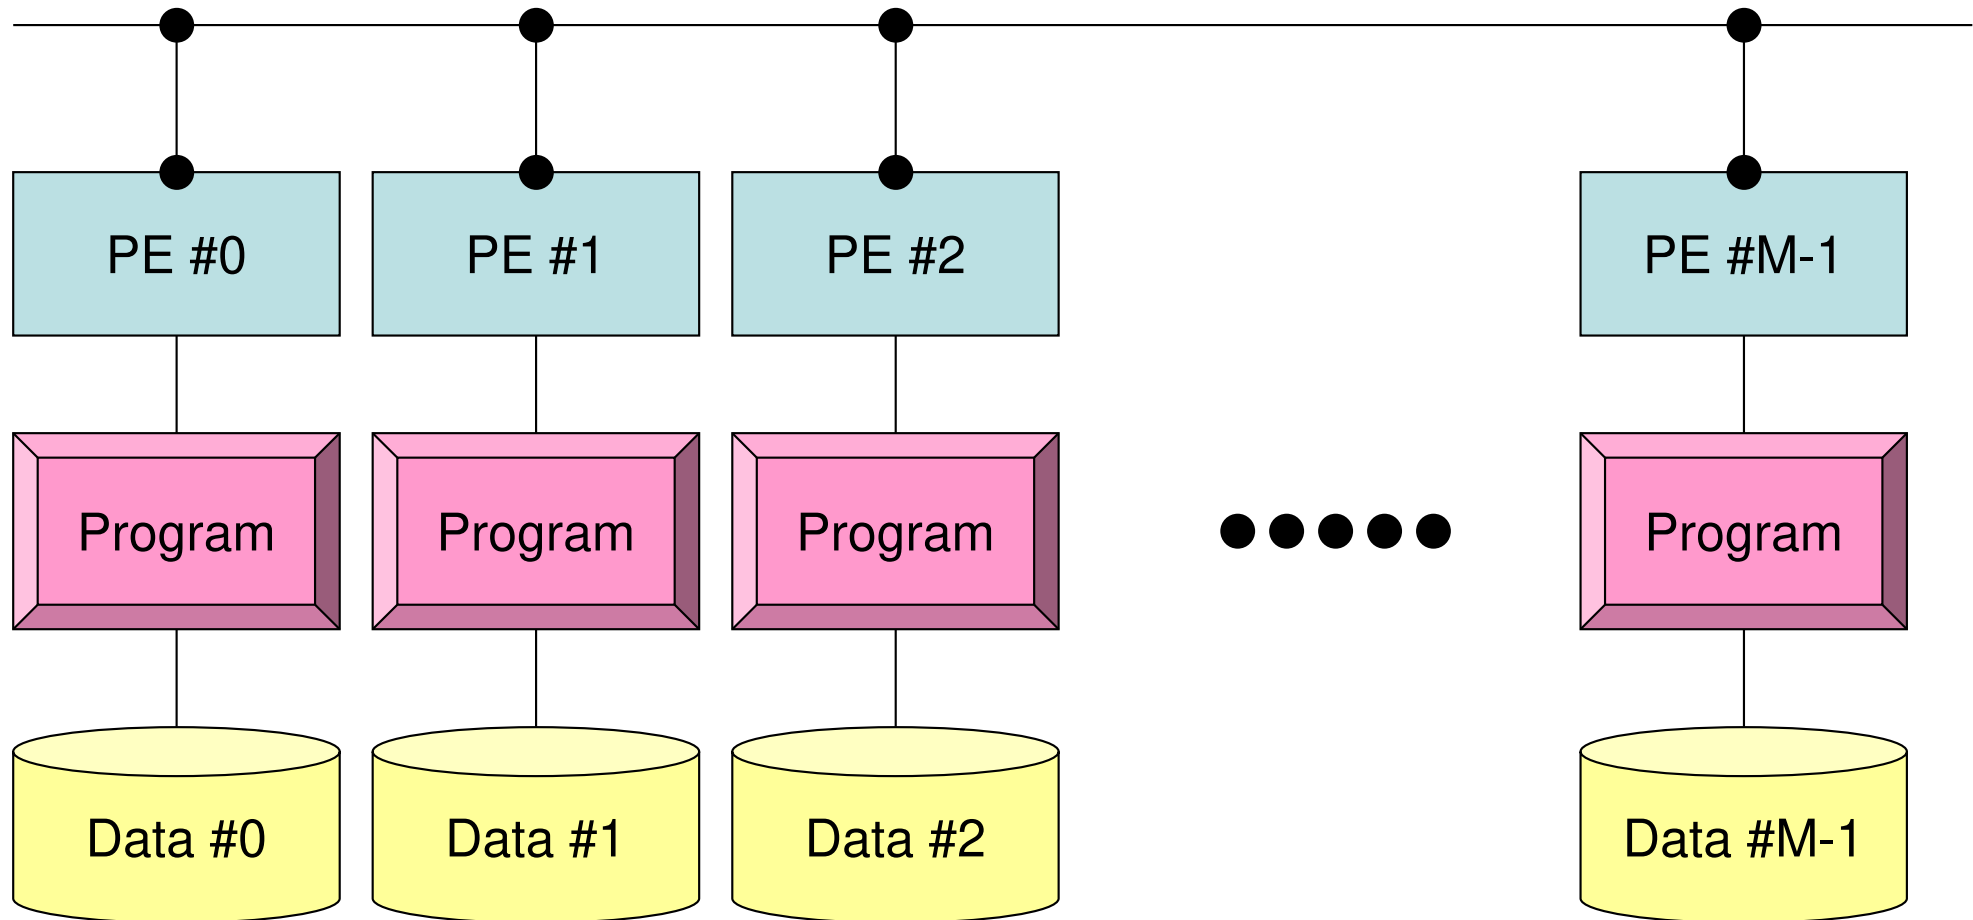 PE #0
PE #1
PE #2
PE #M-1
Program
Program
Program
Program
Data #0
Data #1
Data #2
Data #M-1